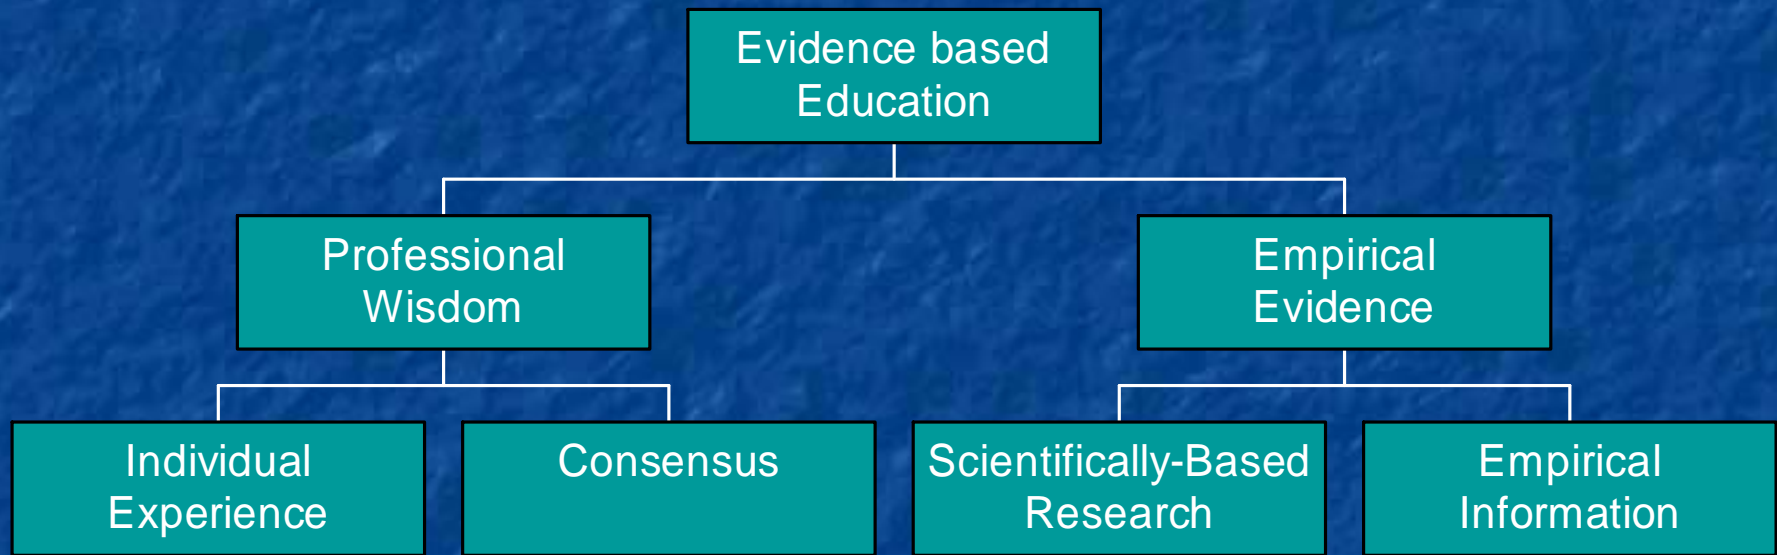 Evidence based
Education
Professional
Wisdom
Empirical
Evidence
Individual
Experience
Consensus
Scientifically-Based
Research
Empirical
Information